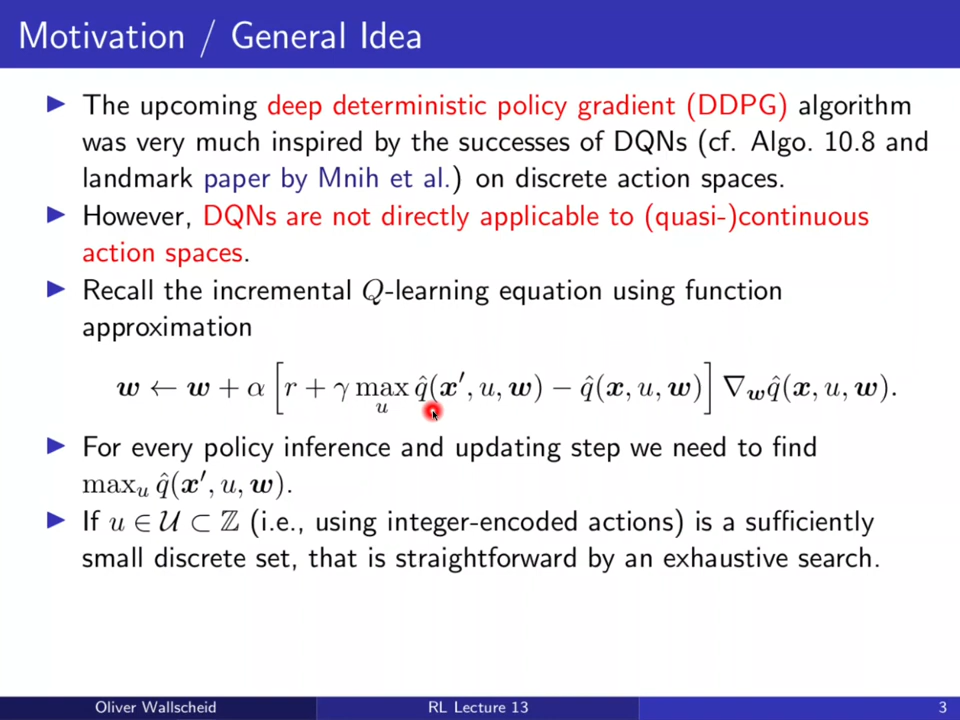 Motivation / General Idea
▶ The upcoming deep deterministic policy gradient (DDPG) algorithm
was very much inspired by the successes of DQNs (cf. Algo. 10.8 and
landmark paper by Mnih et al.) on discrete action spaces.
▶ However, DQNs are not directly applicable to (quasi-)continuous
action spaces.
▶ Recall the incremental Q-learning equation using function
approximation
w ← w + α [r + γ max_u q̂(x′, u, w) − q̂(x, u, w)] ∇_w q̂(x, u, w).
▶ For every policy inference and updating step we need to find
max_u q̂(x′, u, w).
▶ If u ∈ 𝒰 ⊂ ℤ (i.e., using integer-encoded actions) is a sufficiently
small discrete set, that is straightforward by an exhaustive search.
Oliver Wallscheid RL Lecture 13 3